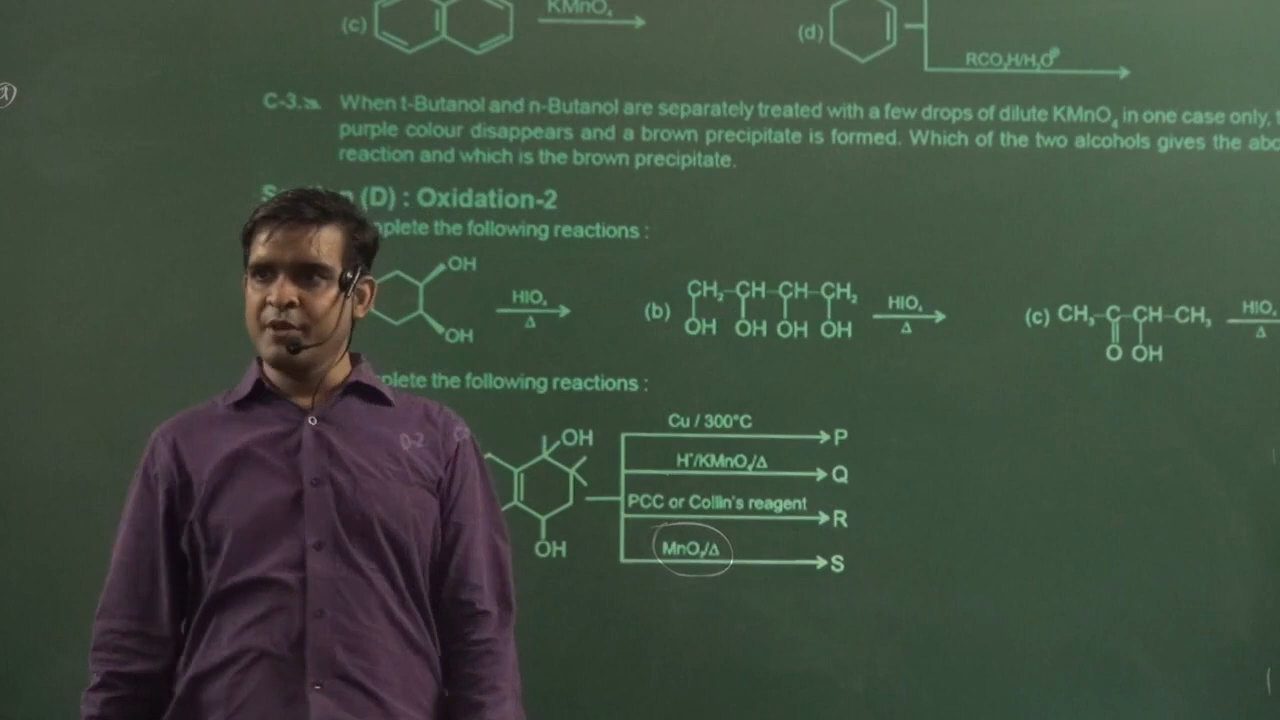 (c) KMnO₄ (d)
RCO₃H/H₃O⊕
C-3. When t-Butanol and n-Butanol are separately treated with a few drops of dilute KMnO₄ in one case only,
purple colour disappears and a brown precipitate is formed. Which of the two alcohols gives the
reaction and which is the brown precipitate.
(D) : Oxidation-2
the following reactions :
OH HIO₄ Δ OH
(b) CH₂-CH-CH-CH₂ HIO₄
OH OH OH OH Δ
(c) CH₃-C-CH-CH₃ HIO₄
O OH Δ
the following reactions :
OH
OH
Cu / 300°C P
H⁺/KMnO₄/Δ Q
PCC or Collin's reagent R
MnO₂/Δ S
D-2